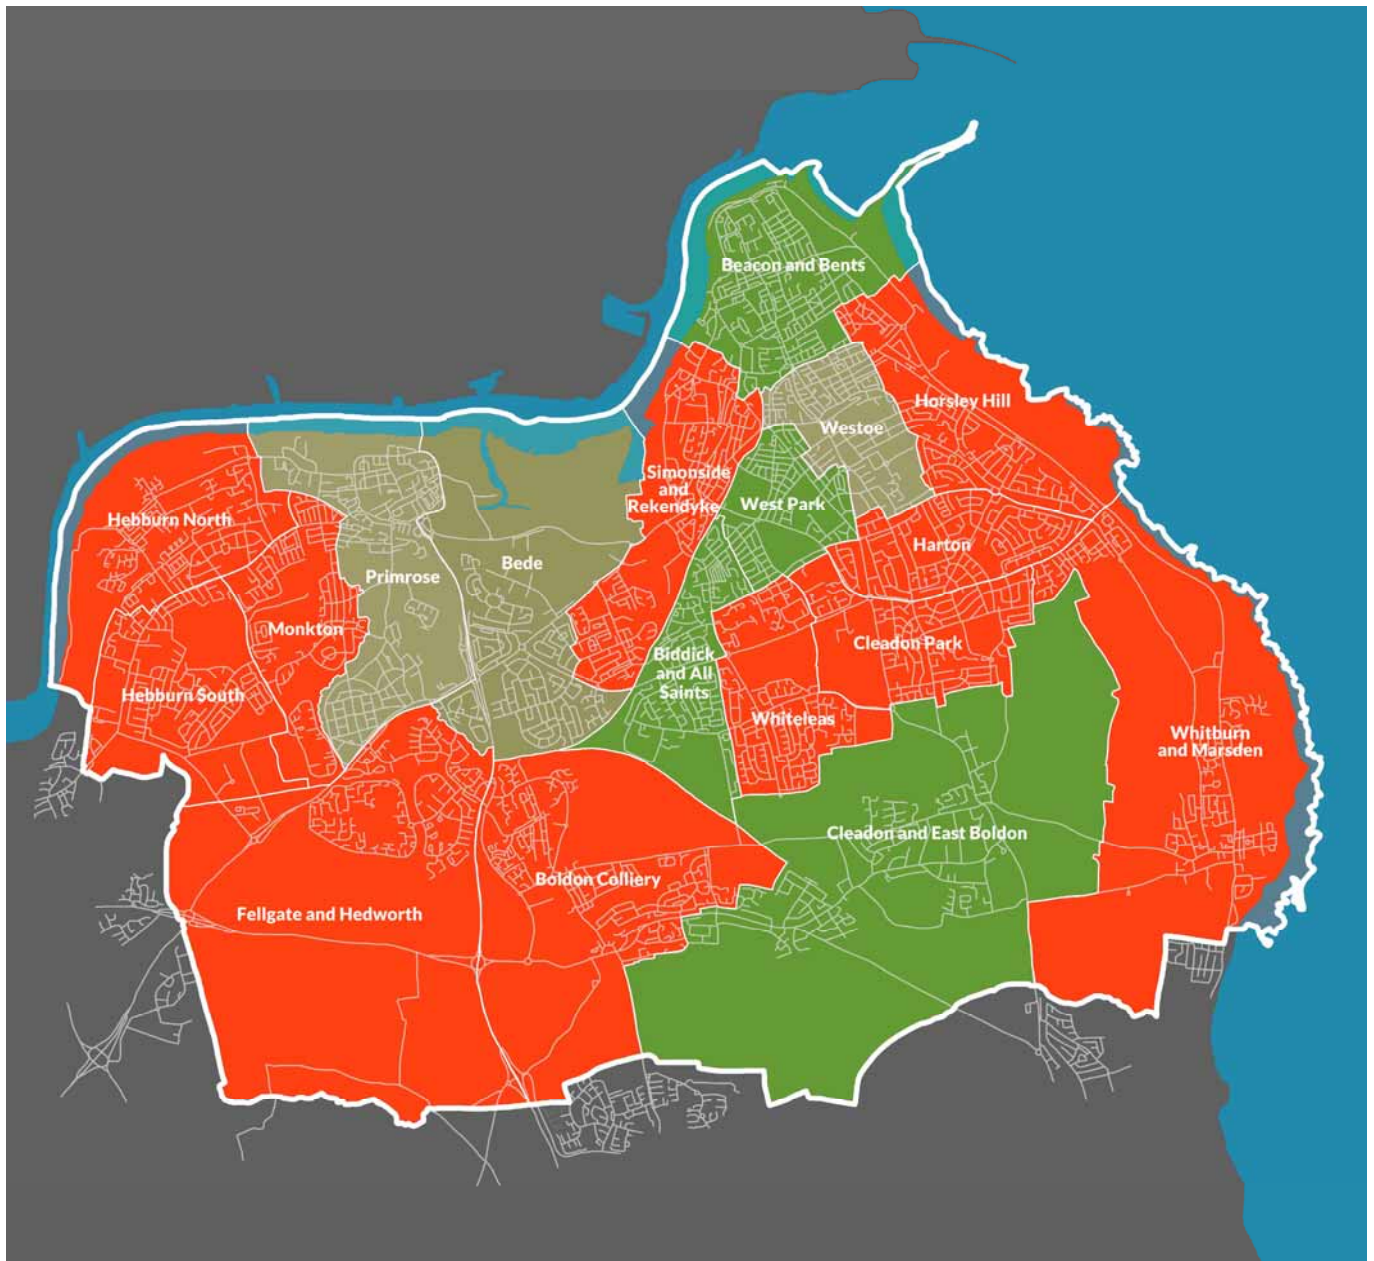 Beacon and Bents
Horsley Hill
Westoe
Simonside
and
Rekendyke
West Park
Hebburn North
Harton
Bede
Primrose
Monkton
Cleadon Park
Biddick
and All
Saints
Hebburn South
Whiteleas
Whitburn
and Marsden
Cleadon and East Boldon
Boldon Colliery
Fellgate and Hedworth